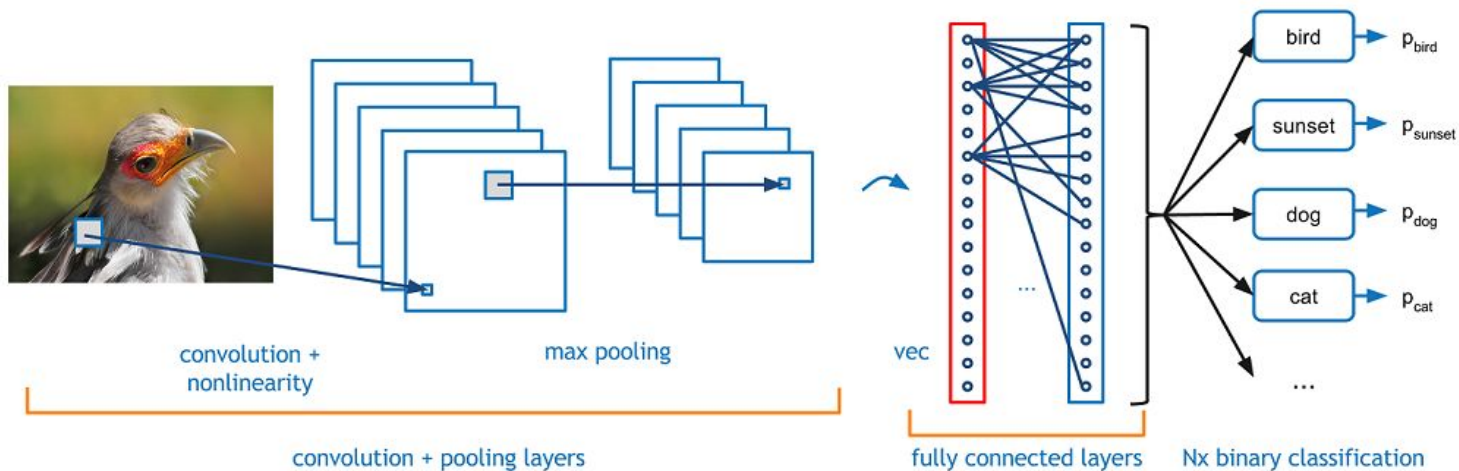 convolution +
nonlinearity
max pooling
convolution + pooling layers
vec
...
fully connected layers
bird
p_bird
sunset
p_sunset
dog
p_dog
cat
p_cat
...
Nx binary classification